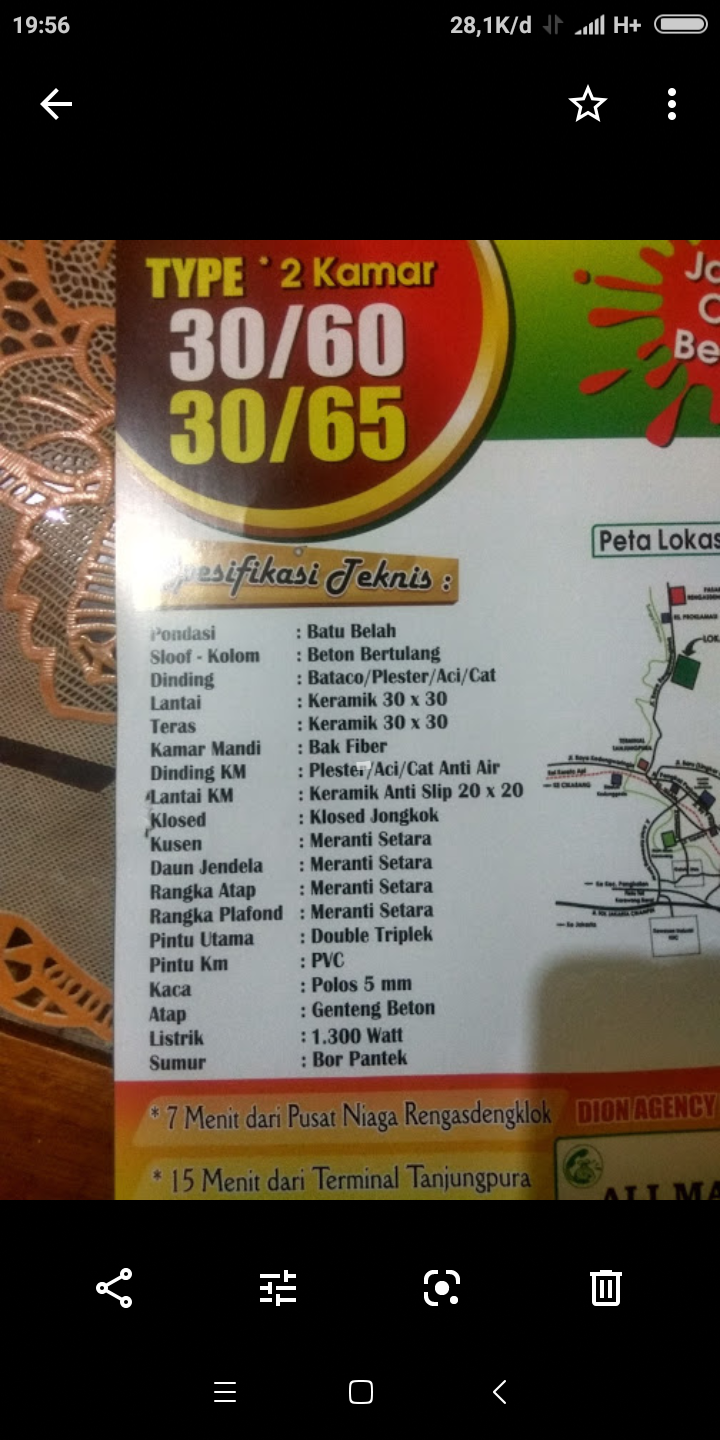 19:56
28,1K/d
H+
TYPE 2 Kamar
30/60
30/65
Be
Spesifikasi Teknis :
Peta Lokas
Pondasi : Batu Belah
Sloof - Kolom : Beton Bertulang
Dinding : Bataco/Plester/Aci/Cat
Lantai : Keramik 30 x 30
Teras : Keramik 30 x 30
Kamar Mandi : Bak Fiber
Dinding KM : Plester/Aci/Cat Anti Air
Lantai KM : Keramik Anti Slip 20 x 20
Klosed : Klosed Jongkok
Kusen : Meranti Setara
Daun Jendela : Meranti Setara
Rangka Atap : Meranti Setara
Rangka Plafond : Meranti Setara
Pintu Utama : Double Triplek
Pintu Km : PVC
Kaca : Polos 5 mm
Atap : Genteng Beton
Listrik : 1.300 Watt
Sumur : Bor Pantek
TERMINAL
TANJUNGPURA
* 7 Menit dari Pusat Niaga Rengasdengklok
DION AGENCY
* 15 Menit dari Terminal Tanjungpura